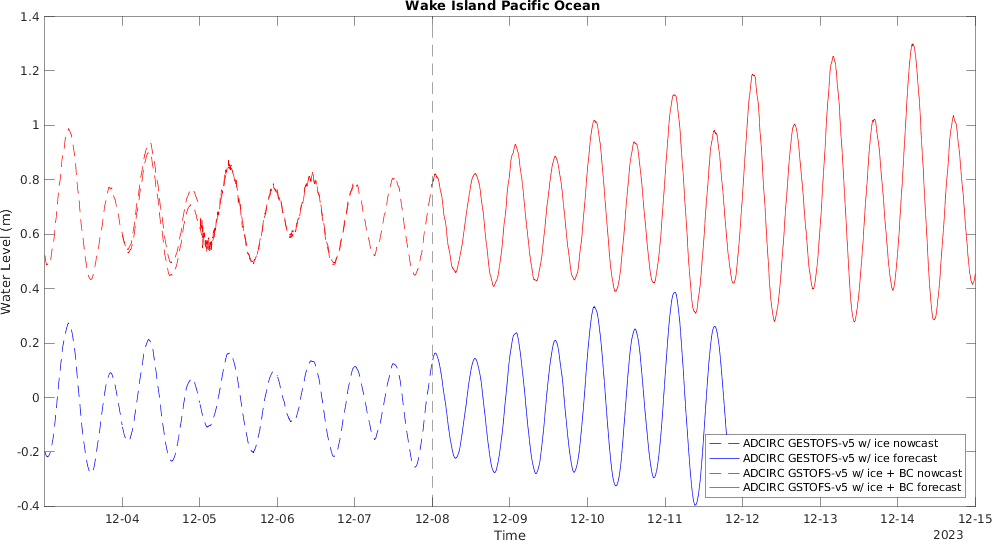 Wake Island Pacific Ocean
1.4
1.2
1
0.8
0.6
0.4
0.2
0
-0.2
-0.4
Water Level (m)
ADCIRC GESTOFS-v5 w/ ice nowcast
ADCIRC GESTOFS-v5 w/ ice forecast
ADCIRC GSTOFS-v5 w/ ice + BC nowcast
ADCIRC GSTOFS-v5 w/ ice + BC forecast
12-04 12-05 12-06 12-07 12-08 12-09 12-10 12-11 12-12 12-13 12-14 12-15
Time
2023